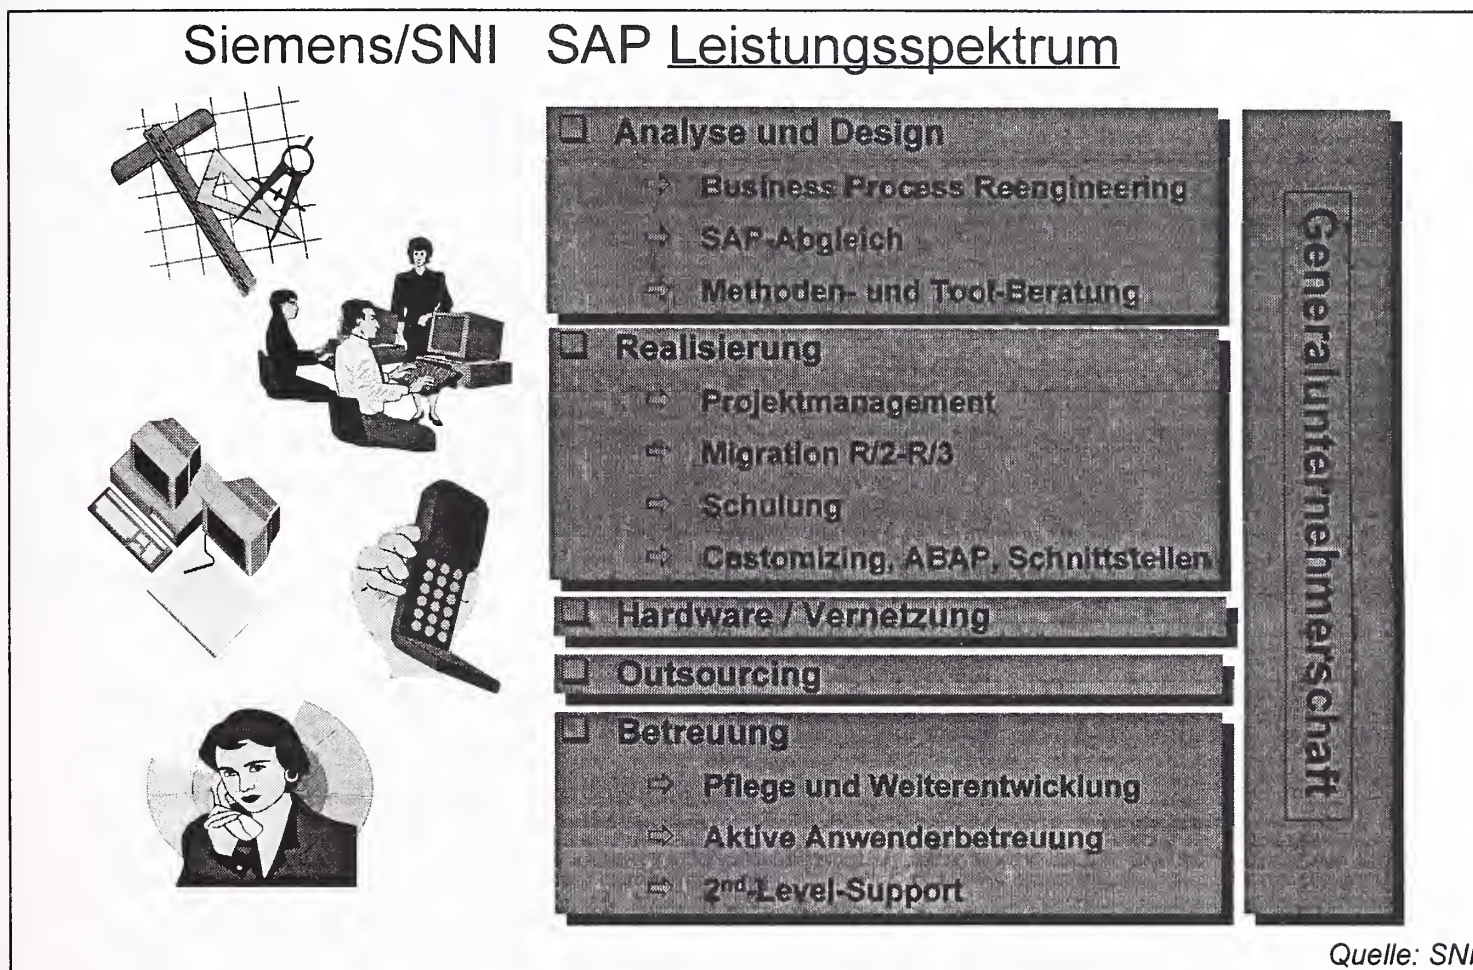 Siemens/SNI SAP Leistungsspektrum
❑ Analyse und Design
⇨ Business Process Reengineering
⇨ SAP-Abgleich
⇨ Methoden- und Tool-Beratung
❑ Realisierung
⇨ Projektmanagement
⇨ Migration R/2-R/3
⇨ Schulung
⇨ Customizing, ABAP, Schnittstellen
❑ Hardware / Vernetzung
❑ Outsourcing
❑ Betreuung
⇨ Pflege und Weiterentwicklung
⇨ Aktive Anwenderbetreuung
⇨ 2nd-Level-Support
Generalunternehmerschaft
Quelle: SNI